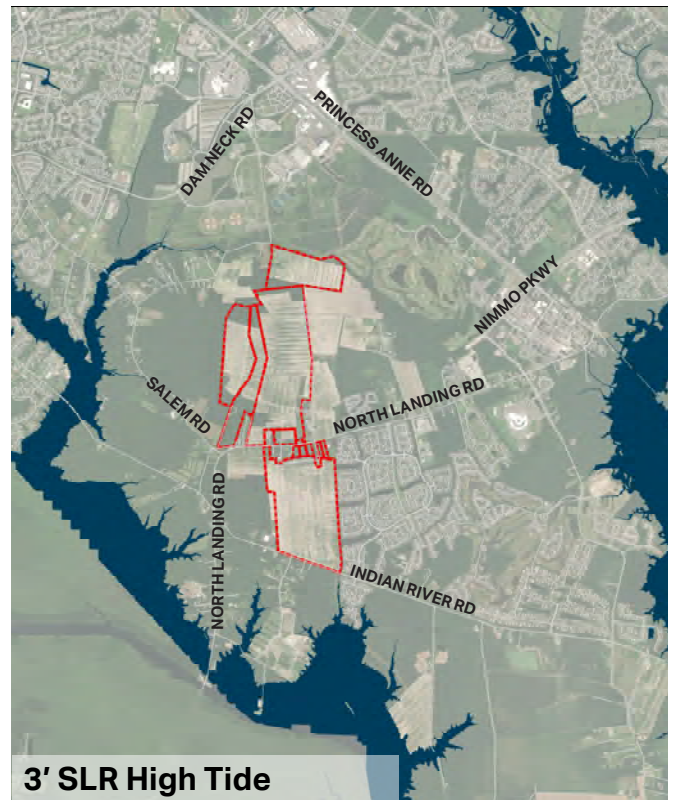 PRINCESS ANNE RD
DAM NECK RD
NIMMO PKWY
SALEM RD
NORTH LANDING RD
NORTH LANDING RD
INDIAN RIVER RD
3' SLR High Tide